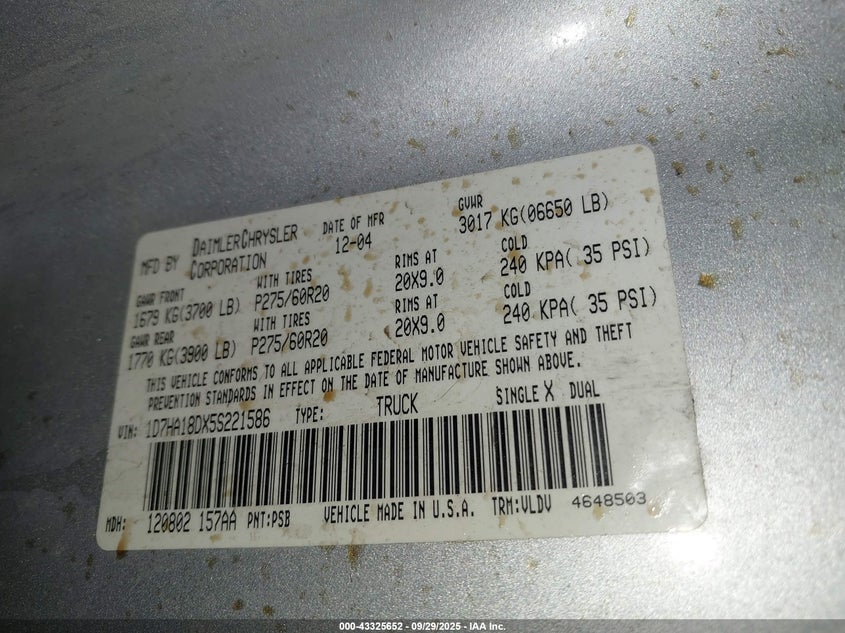 MFD BY DAIMLERCHRYSLER CORPORATION DATE OF MFR 12-04 GVWR 3017 KG(06650 LB)
GAWR FRONT WITH TIRES RIMS AT COLD
1679 KG(3700 LB) P275/60R20 20X9.0 240 KPA( 35 PSI)
GAWR REAR WITH TIRES RIMS AT COLD
1770 KG(3900 LB) P275/60R20 20X9.0 240 KPA( 35 PSI)
THIS VEHICLE CONFORMS TO ALL APPLICABLE FEDERAL MOTOR VEHICLE SAFETY AND THEFT
PREVENTION STANDARDS IN EFFECT ON THE DATE OF MANUFACTURE SHOWN ABOVE.
VIN: 1D7HA18DX5S221586 TYPE: TRUCK SINGLE X DUAL
MDH: 120802 157AA PNT:PSB VEHICLE MADE IN U.S.A. TRM:VLDV 4648503
000-43325652 - 09/29/2025 - IAA Inc.